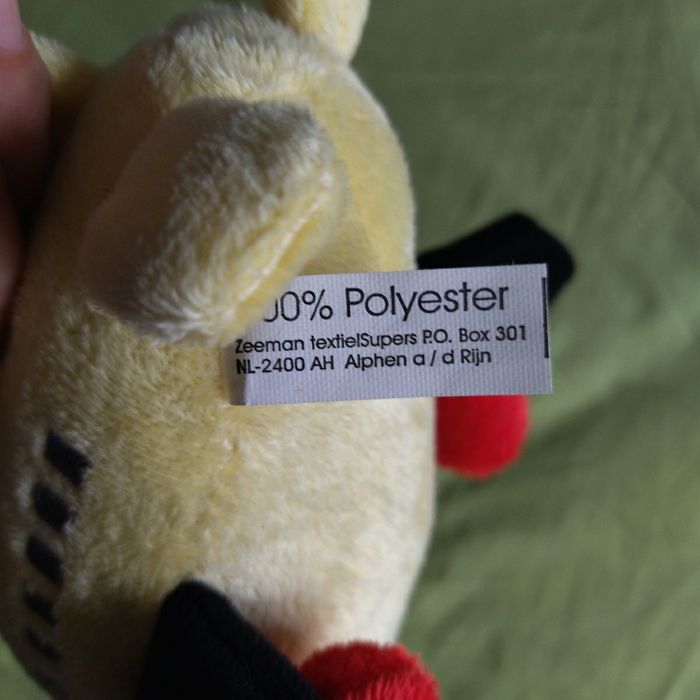 00% Polyester
Zeeman textielSupers P.O. Box 301
NL-2400 AH Alphen a / d Rijn